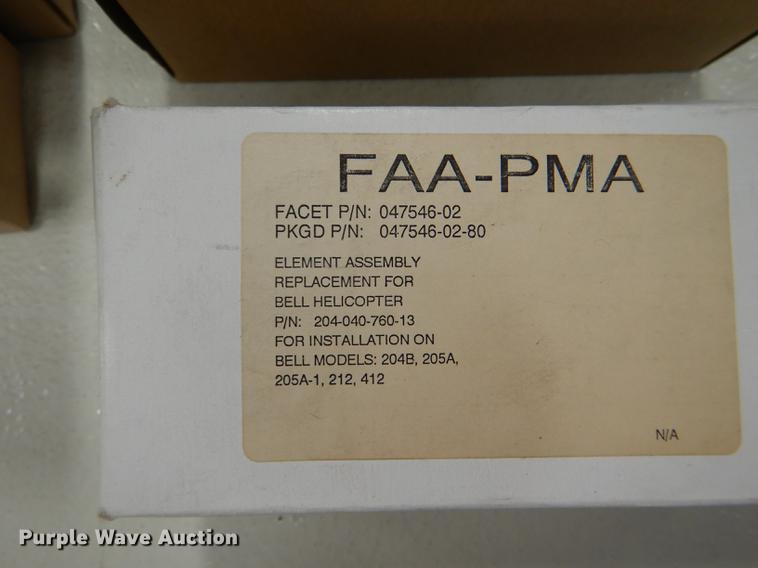 FAA-PMA
FACET P/N: 047546-02
PKGD P/N: 047546-02-80
ELEMENT ASSEMBLY
REPLACEMENT FOR
BELL HELICOPTER
P/N: 204-040-760-13
FOR INSTALLATION ON
BELL MODELS: 204B, 205A,
205A-1, 212, 412
N/A
Purple Wave Auction